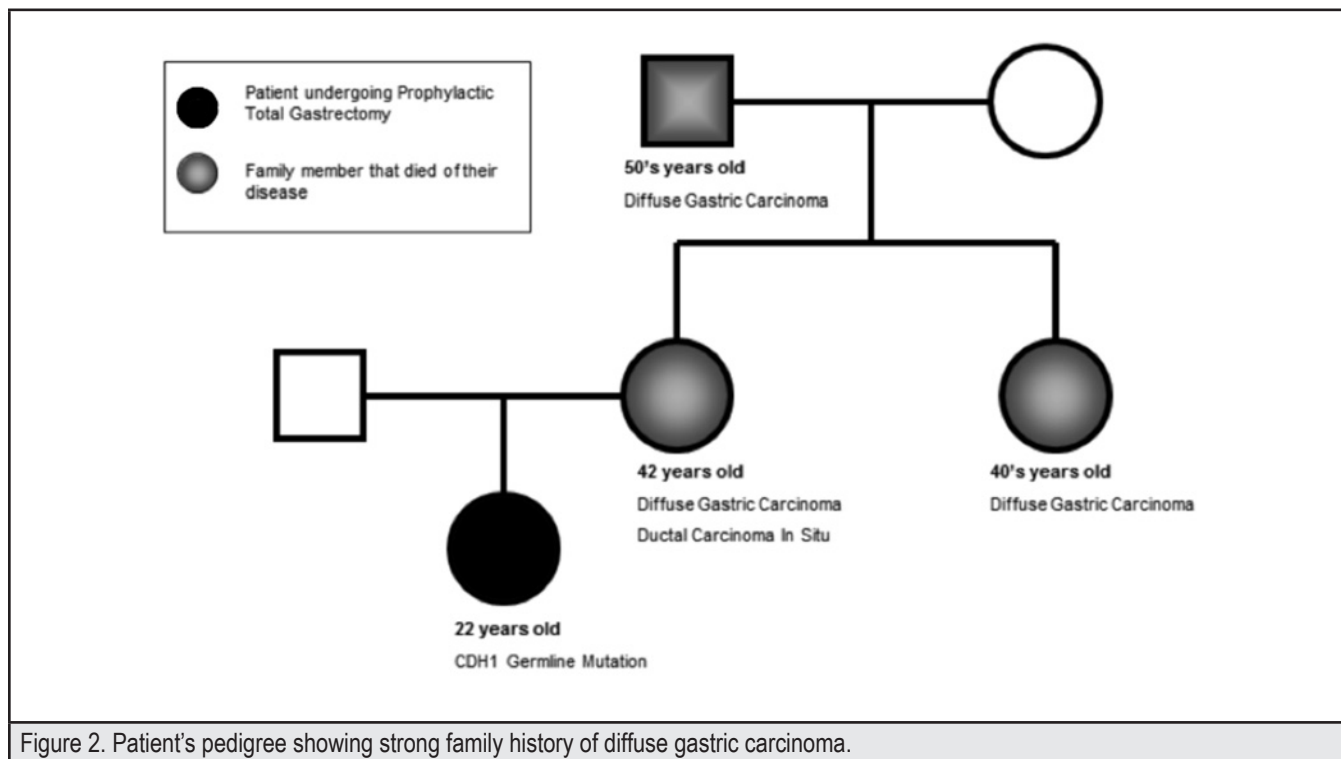 Patient undergoing Prophylactic
Total Gastrectomy
Family member that died of their
disease
50's years old
Diffuse Gastric Carcinoma
42 years old
Diffuse Gastric Carcinoma
Ductal Carcinoma In Situ
40's years old
Diffuse Gastric Carcinoma
22 years old
CDH1 Germline Mutation
Figure 2. Patient’s pedigree showing strong family history of diffuse gastric carcinoma.